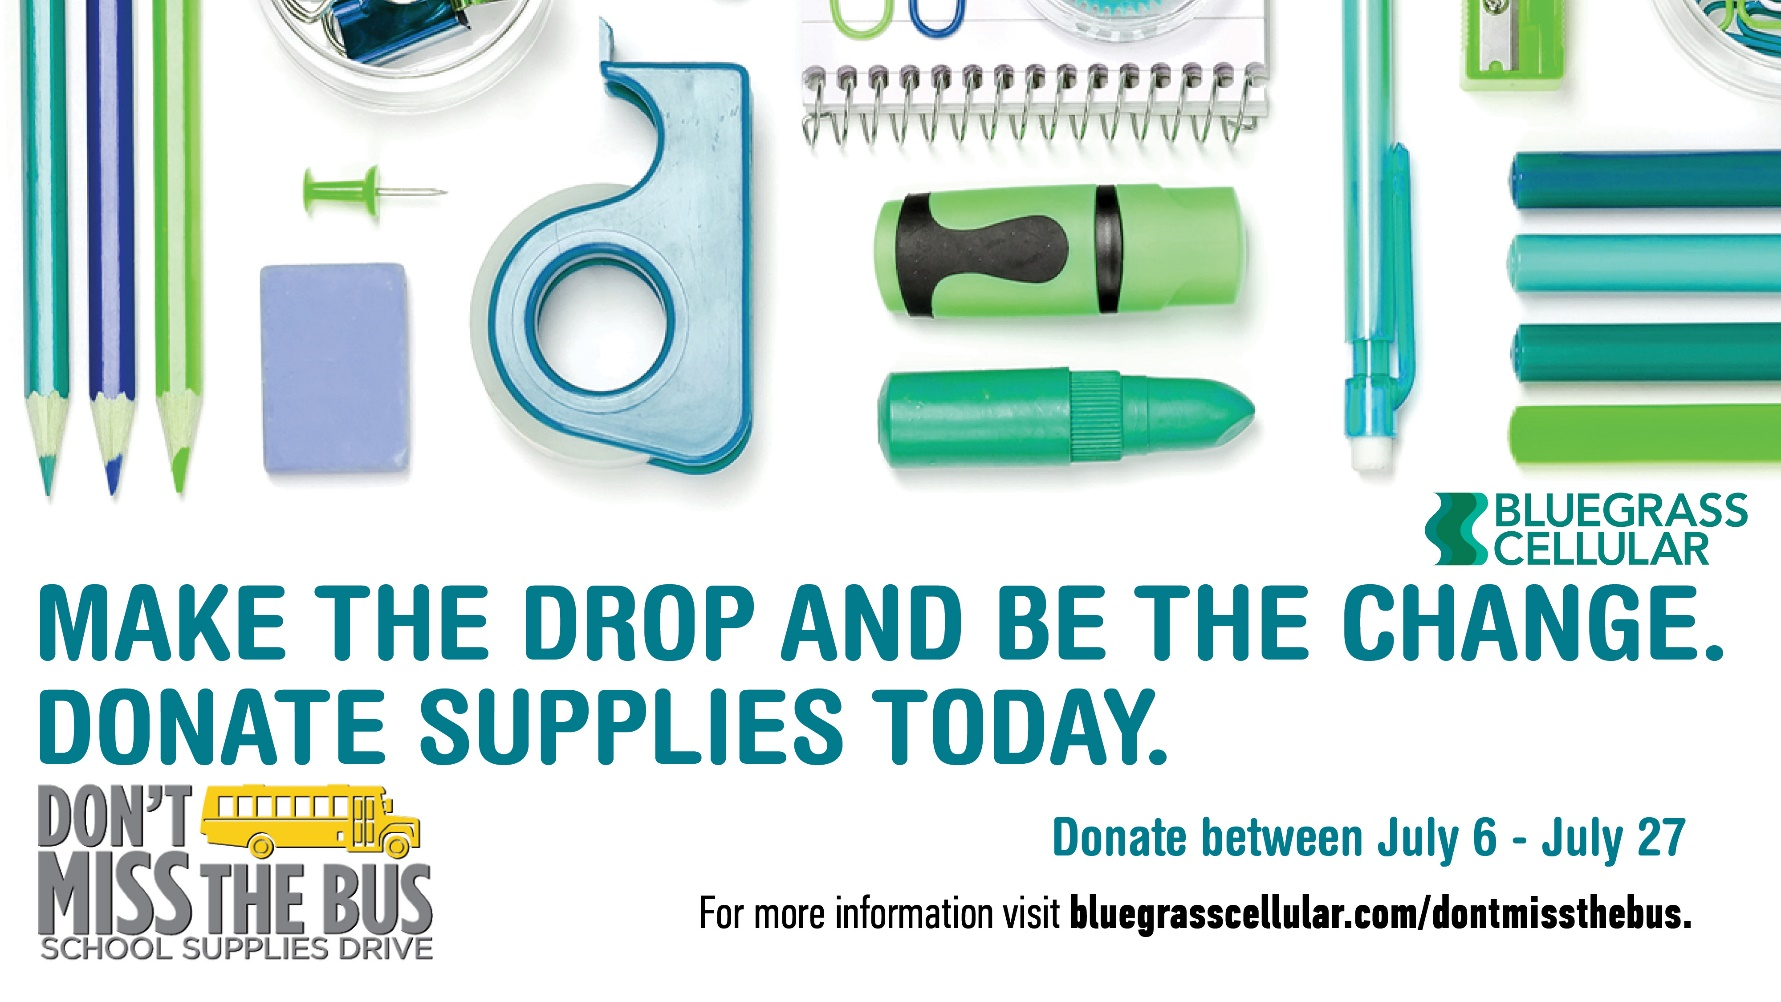 BLUEGRASS
CELLULAR
MAKE THE DROP AND BE THE CHANGE.
DONATE SUPPLIES TODAY.
DON'T
MISS THE BUS
SCHOOL SUPPLIES DRIVE
Donate between July 6 - July 27
For more information visit bluegrasscellular.com/dontmissthebus.